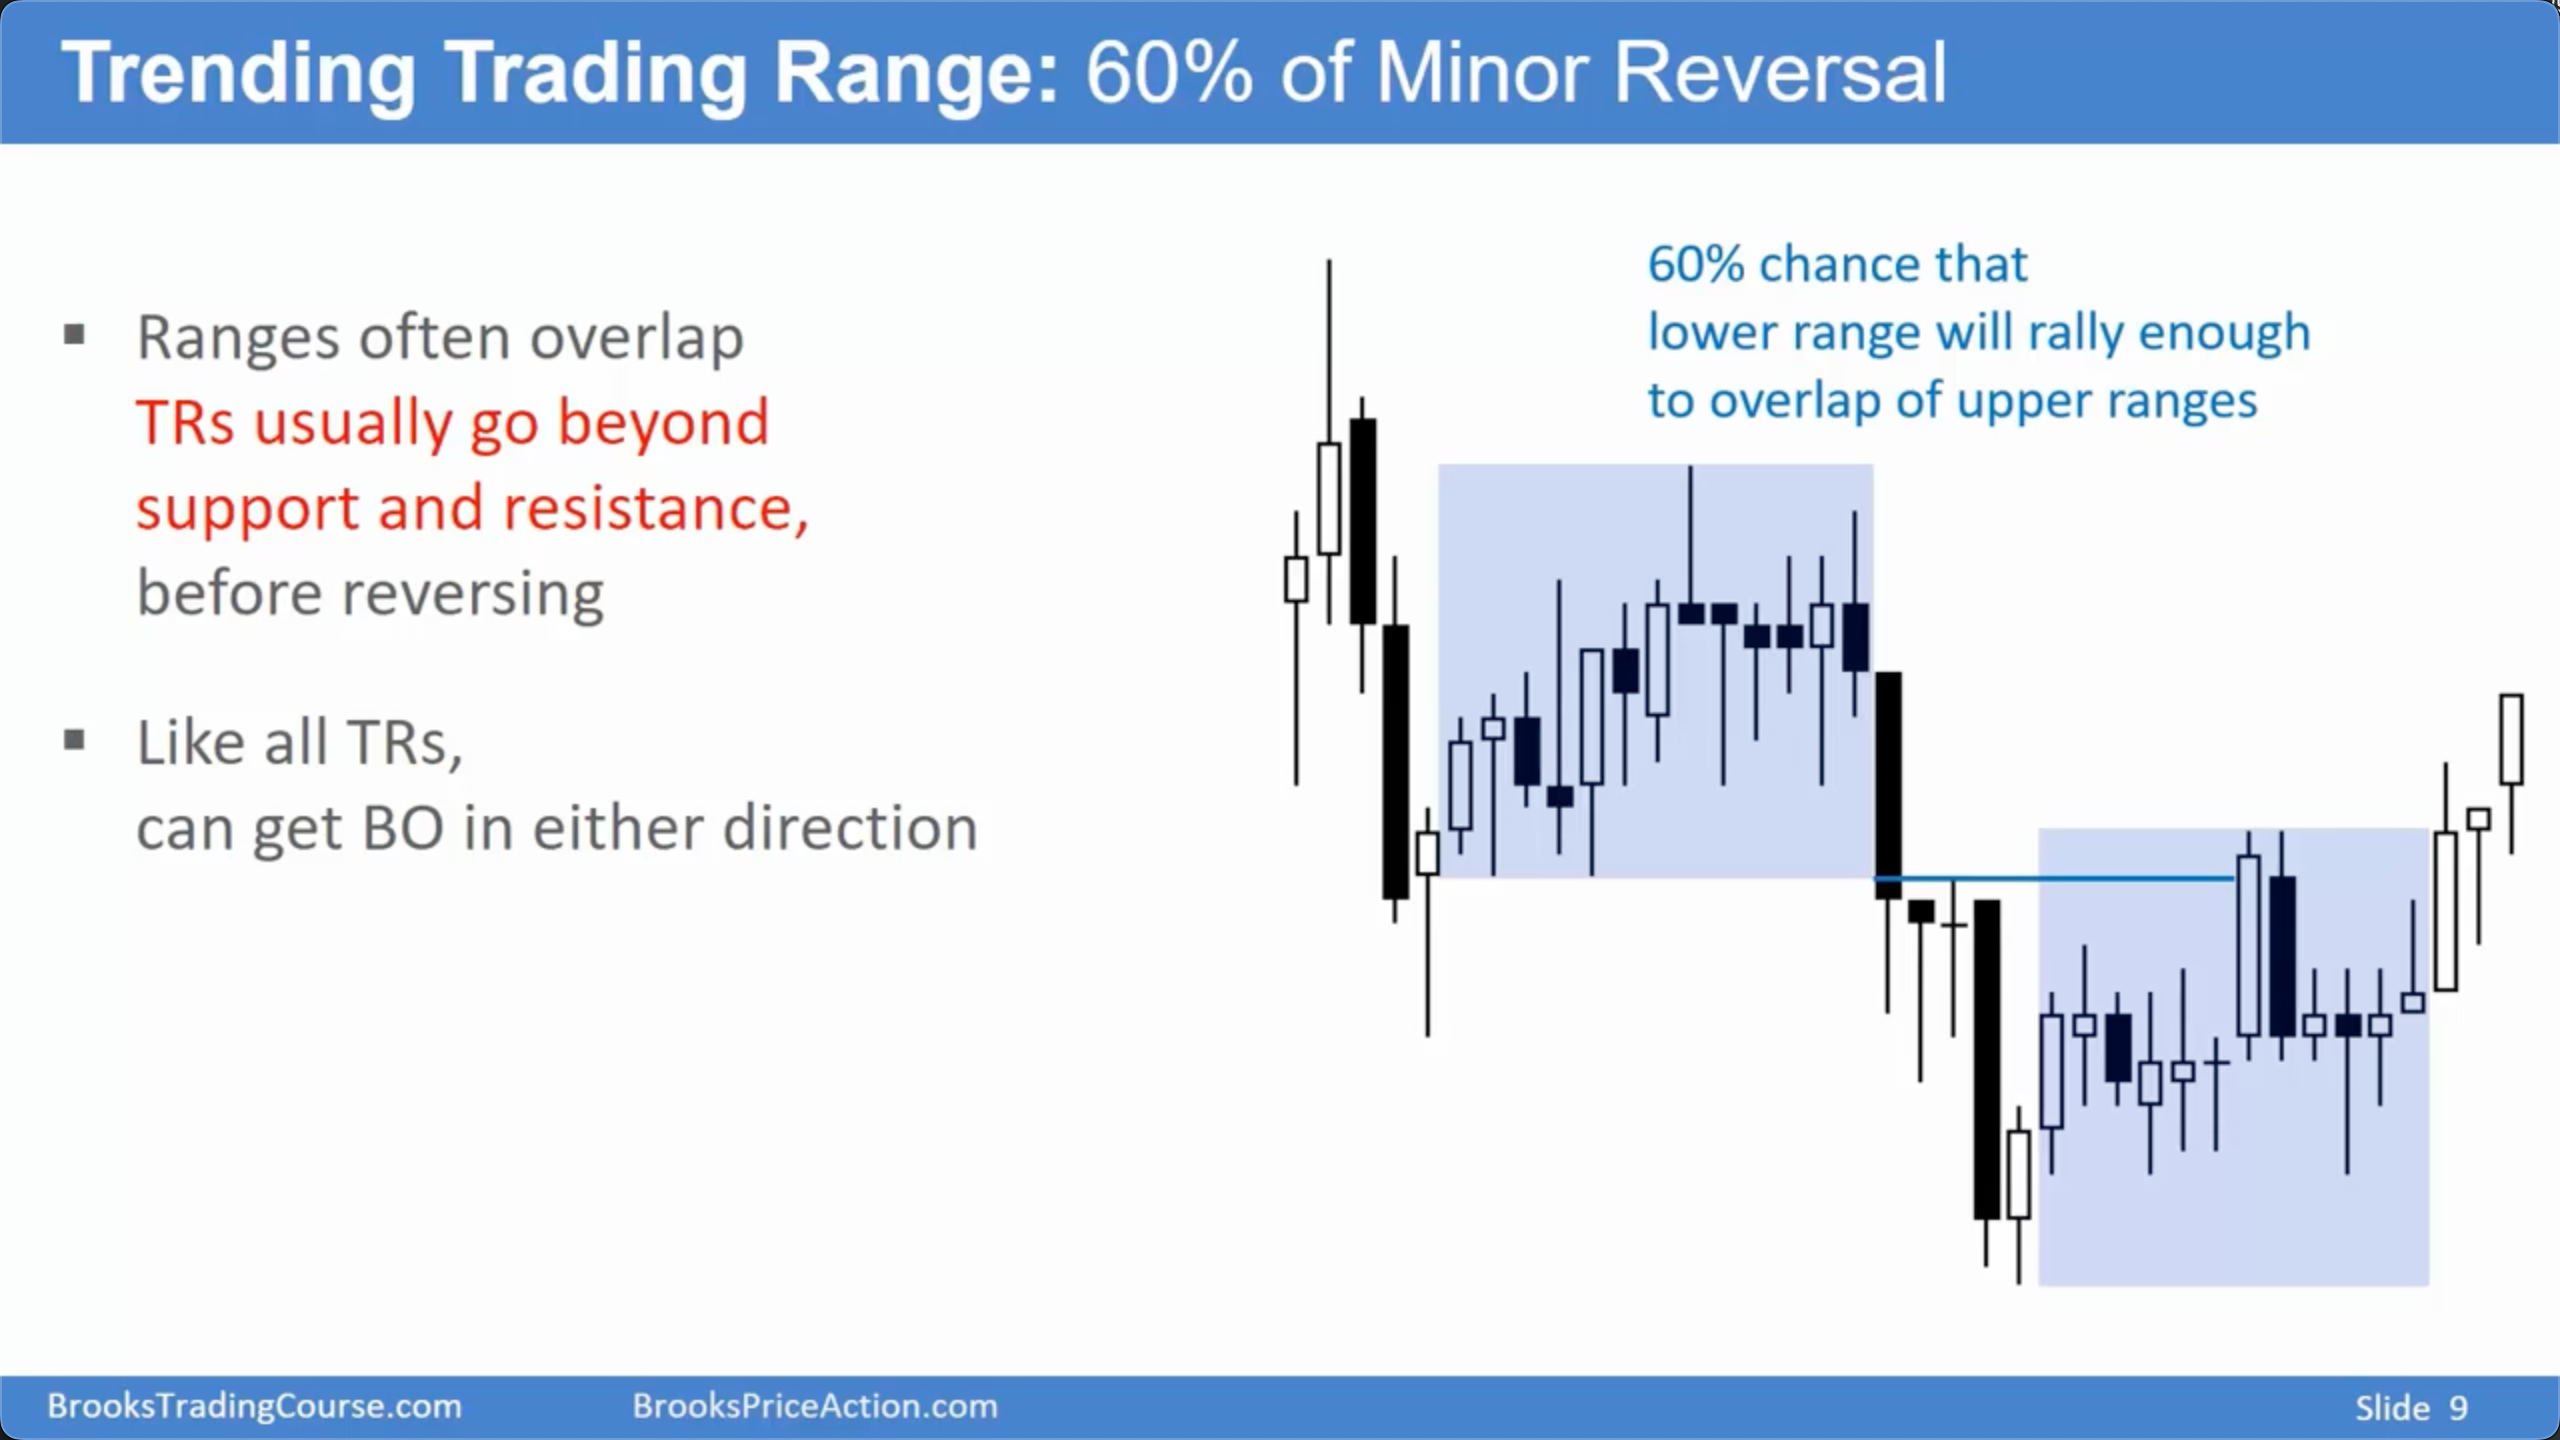 Trending Trading Range: 60% of Minor Reversal
Ranges often overlap
TRs usually go beyond
support and resistance,
before reversing
Like all TRs,
can get BO in either direction
60% chance that
lower range will rally enough
to overlap of upper ranges
BrooksTradingCourse.com
BrooksPriceAction.com
Slide 9